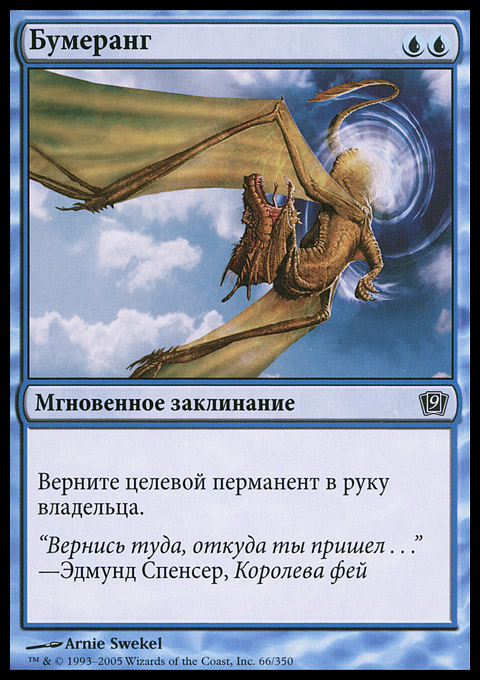 Бумеранг
Мгновенное заклинание
9
Верните целевой перманент в руку
владельца.
“Вернись туда, откуда ты пришел . . .”
—Эдмунд Спенсер, Королева фей
Arnie Swekel
™ & © 1993–2005 Wizards of the Coast, Inc. 66/350